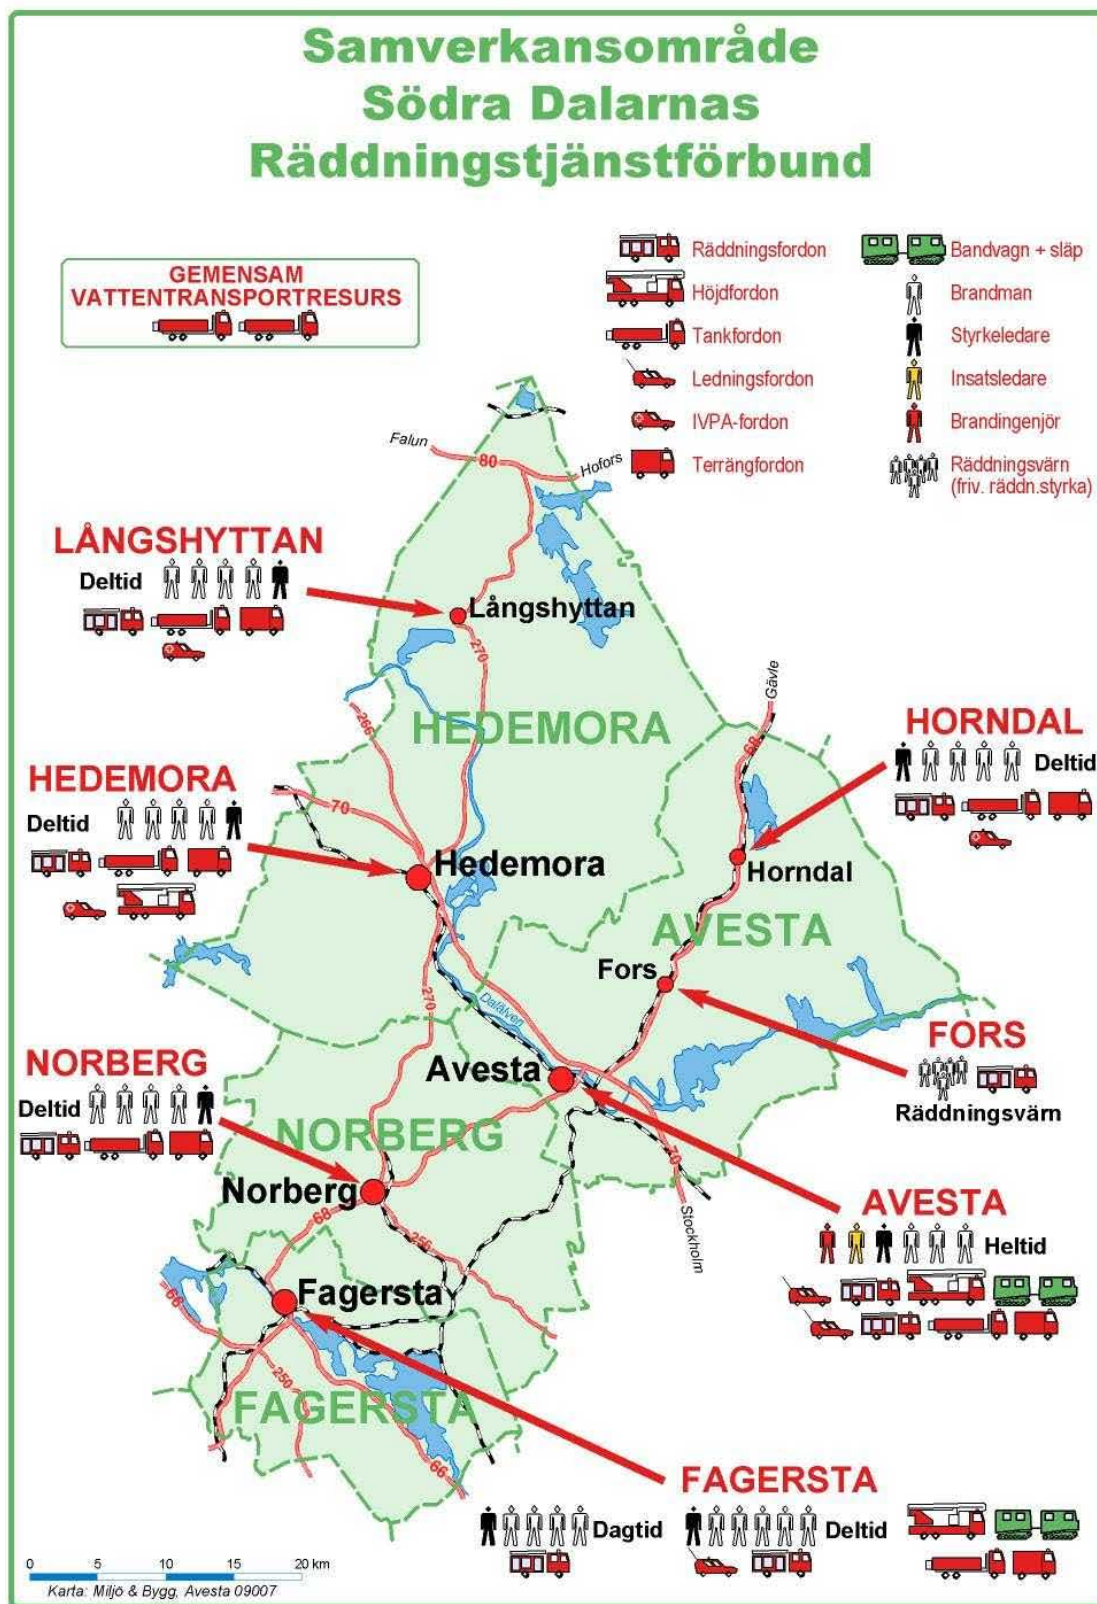 Samverkansområde
Södra Dalarnas
Räddningstjänstförbund
GEMENSAM
VATTENTRANSPORTRESURS
Räddningsfordon
Höjdfordon
Tankfordon
Ledningsfordon
IVPA-fordon
Terrängfordon
Bandvagn + släp
Brandman
Styrkeledare
Insatsledare
Brandingenjör
Räddningsvärn
(friv. räddn.styrka)
Falun
80
Hofors
LÅNGSHYTTAN
Deltid
Långshyttan
270
Gävle
68
266
HEDEMORA
HORNDAL
Deltid
HEDEMORA
Deltid
70
Hedemora
Horndal
AVESTA
Fors
270
Dalälven
FORS
Räddningsvärn
NORBERG
Deltid
Avesta
NORBERG
70
Norberg
68
256
Stockholm
AVESTA
Heltid
Fagersta
66
250
FAGERSTA
66
FAGERSTA
Dagtid
Deltid
0 5 10 15 20 km
Karta: Miljö & Bygg, Avesta 09007